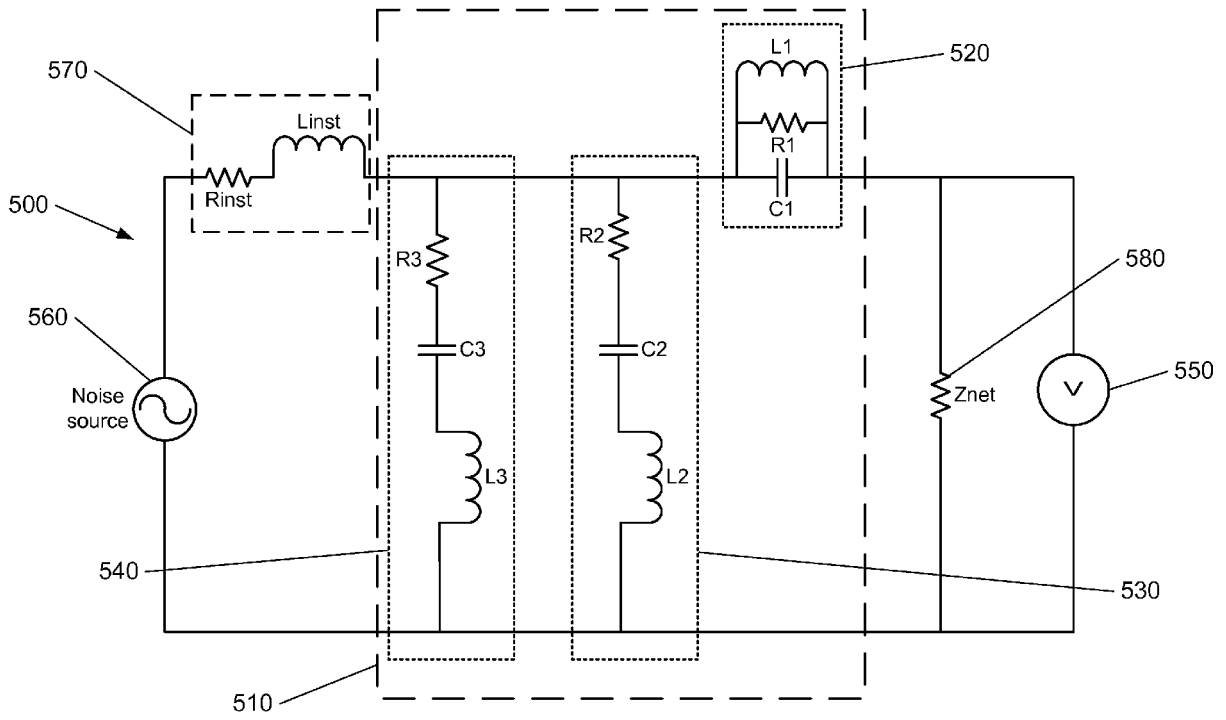 570
L1
520
Linst
R1
Rinst
C1
500
R3
R2
580
560
C3
C2
Noise
source
Znet
V
550
L3
L2
540
530
510